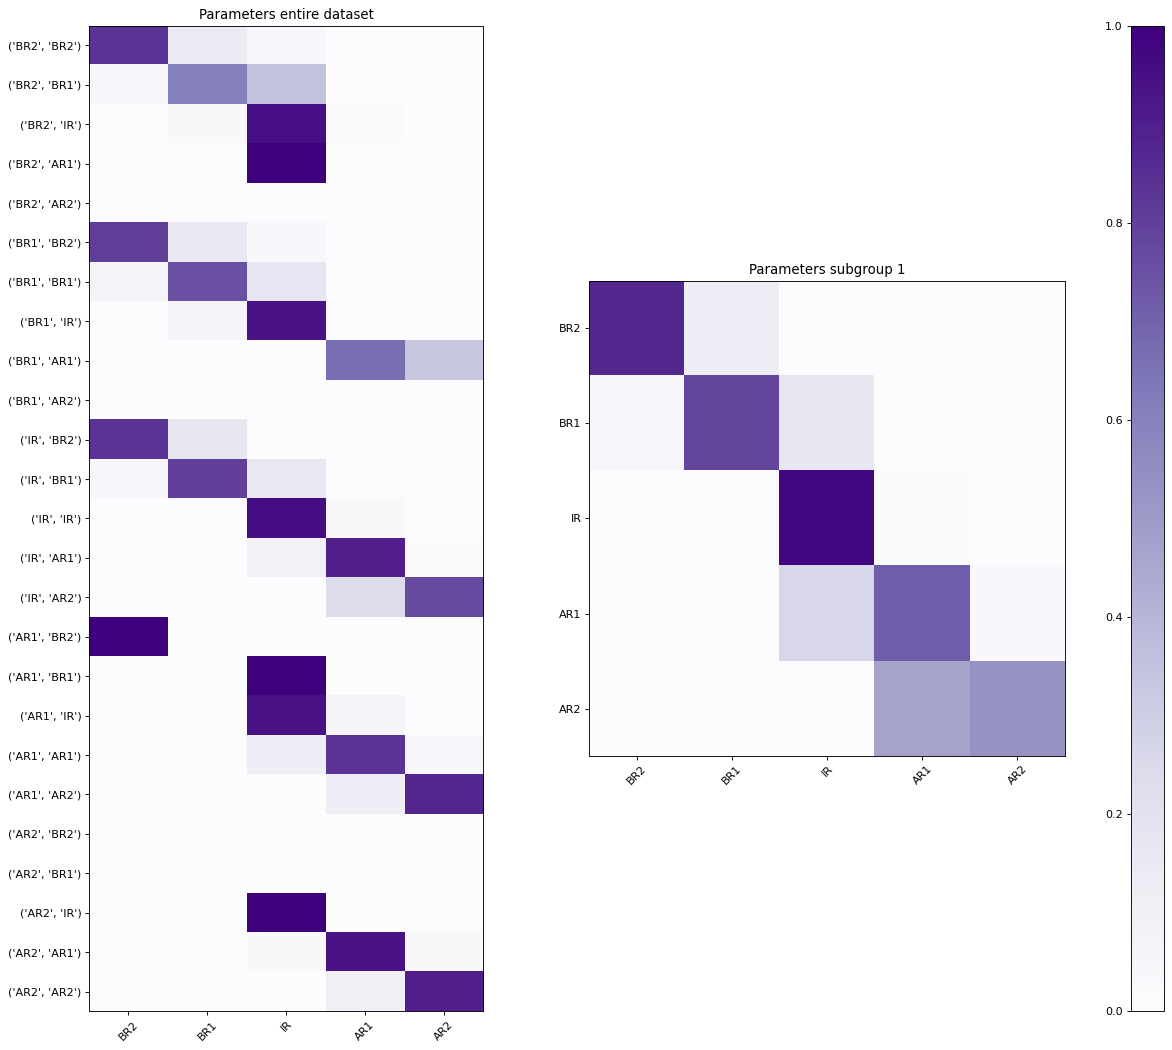 Parameters entire dataset
('BR2', 'BR2')
('BR2', 'BR1')
('BR2', 'IR')
('BR2', 'AR1')
('BR2', 'AR2')
('BR1', 'BR2')
('BR1', 'BR1')
('BR1', 'IR')
('BR1', 'AR1')
('BR1', 'AR2')
('IR', 'BR2')
('IR', 'BR1')
('IR', 'IR')
('IR', 'AR1')
('IR', 'AR2')
('AR1', 'BR2')
('AR1', 'BR1')
('AR1', 'IR')
('AR1', 'AR1')
('AR1', 'AR2')
('AR2', 'BR2')
('AR2', 'BR1')
('AR2', 'IR')
('AR2', 'AR1')
('AR2', 'AR2')
BR2 BR1 IR AR1 AR2
Parameters subgroup 1
BR2
BR1
IR
AR1
AR2
BR2 BR1 IR AR1 AR2
1.0
0.8
0.6
0.4
0.2
0.0